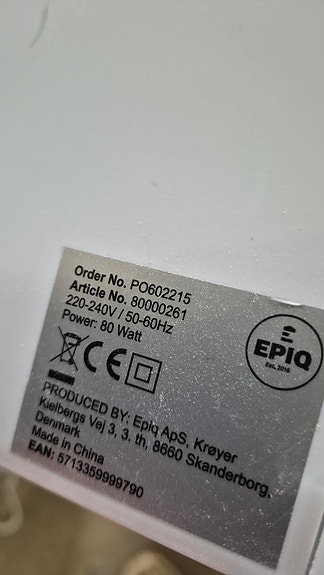 Order No. PO602215
Article No. 80000261
220-240V / 50-60Hz
Power: 80 Watt
CE
EPIQ
Est. 2016
PRODUCED BY: Epiq ApS, Krøyer
Kielbergs Vej 3, 3. th, 8660 Skanderborg,
Denmark
Made in China
EAN: 5713359999790